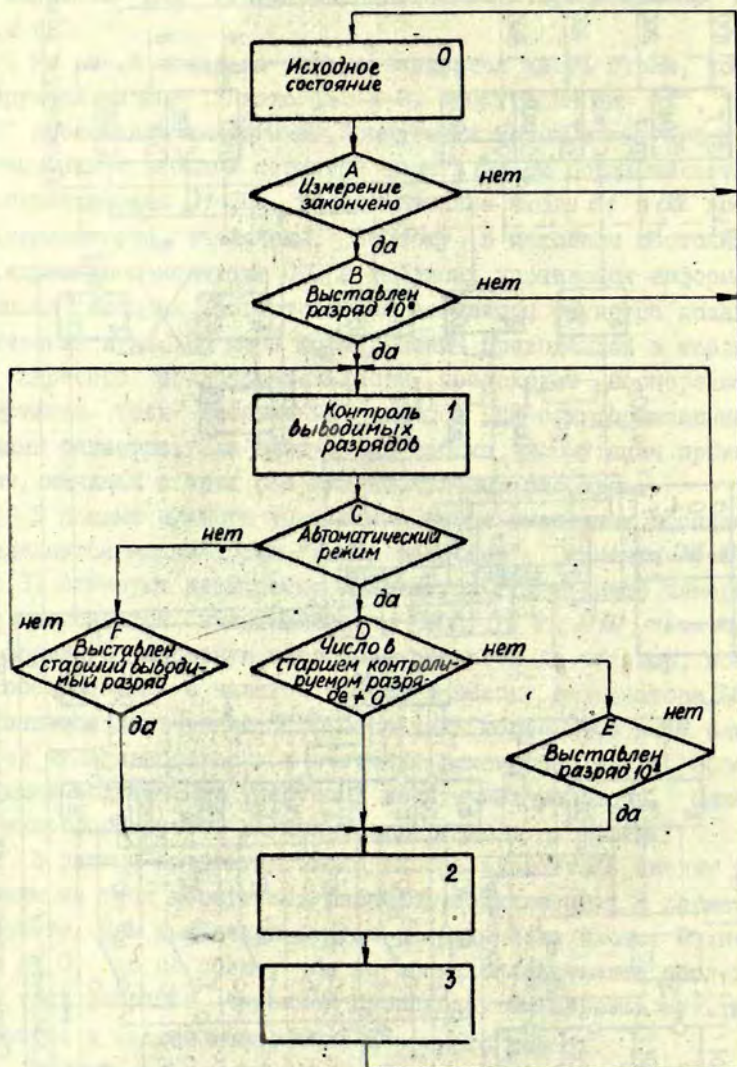 0
Исходное
состояние
A
Измерение
закончено
нет
да
B
Выставлен
разряд
нет
да
1
Контроль
выводимых
разрядов
C
Автоматический
режим
нет
да
F
Выставлен
старший выводи-
мый разряд
нет
да
D
Число в
старшем контроли-
руемом разря-
де ≠ 0
нет
E
Выставлен
разряд
нет
да
2
3